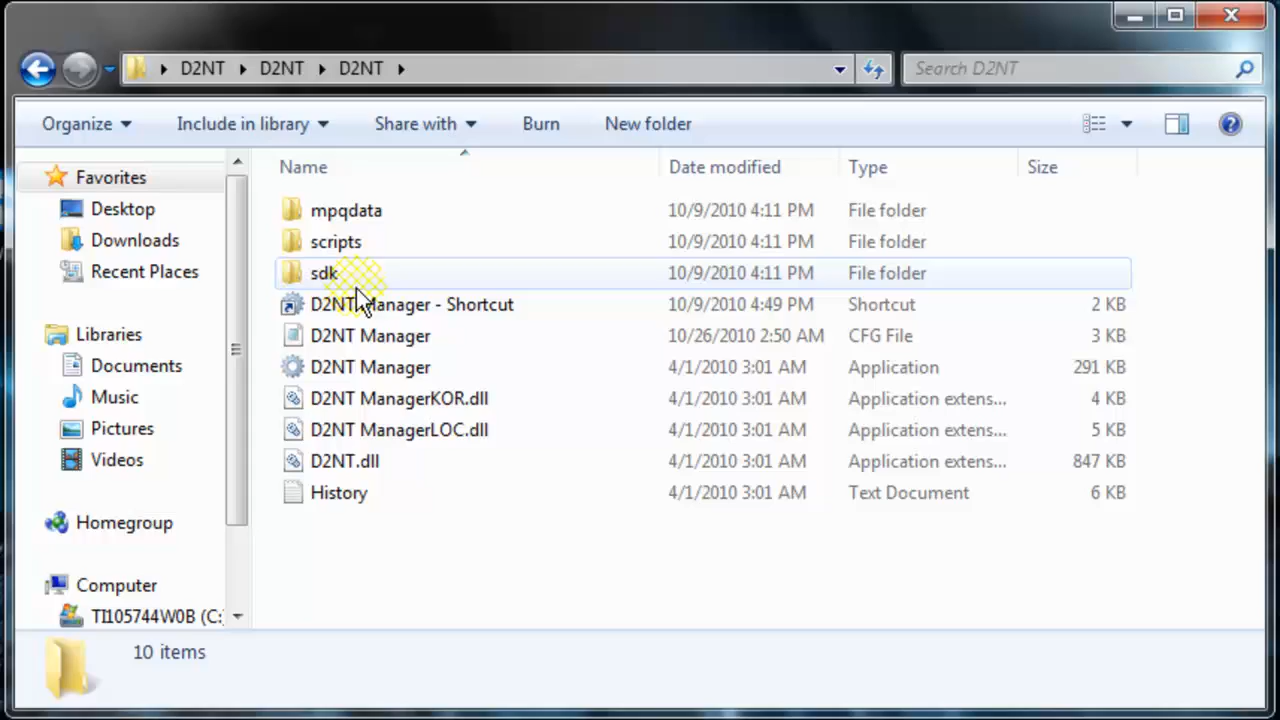 D2NT D2NT D2NT Search D2NT
Organize Include in library Share with Burn New folder
Name Date modified Type Size
Favorites
Desktop
Downloads
Recent Places
Libraries
Documents
Music
Pictures
Videos
Homegroup
Computer
TI105744W0B (C:
mpqdata 10/9/2010 4:11 PM File folder
scripts 10/9/2010 4:11 PM File folder
sdk 10/9/2010 4:11 PM File folder
D2NT Manager - Shortcut 10/9/2010 4:49 PM Shortcut 2 KB
D2NT Manager 10/26/2010 2:50 AM CFG File 3 KB
D2NT Manager 4/1/2010 3:01 AM Application 291 KB
D2NT ManagerKOR.dll 4/1/2010 3:01 AM Application extens... 4 KB
D2NT ManagerLOC.dll 4/1/2010 3:01 AM Application extens... 5 KB
D2NT.dll 4/1/2010 3:01 AM Application extens... 847 KB
History 4/1/2010 3:01 AM Text Document 6 KB
10 items